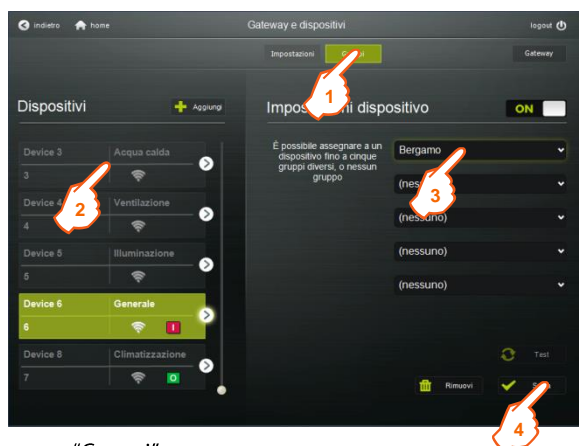 indietro home Gateway e dispositivi logout
Impostazioni Gateway
1
Dispositivi Aggiungi dispositivo ON
Device 3 Acqua calda
3
2
Device 4 Ventilazione
4
Device 5 Illuminazione
5
Device 6 Generale
6 I
Device 8 Climatizzazione
7 O
È possibile assegnare a un
dispositivo fino a cinque
gruppi diversi, o nessun
gruppo
Bergamo
3
(nessuno)
(nessuno)
(nessuno)
Test
Rimuovi
4